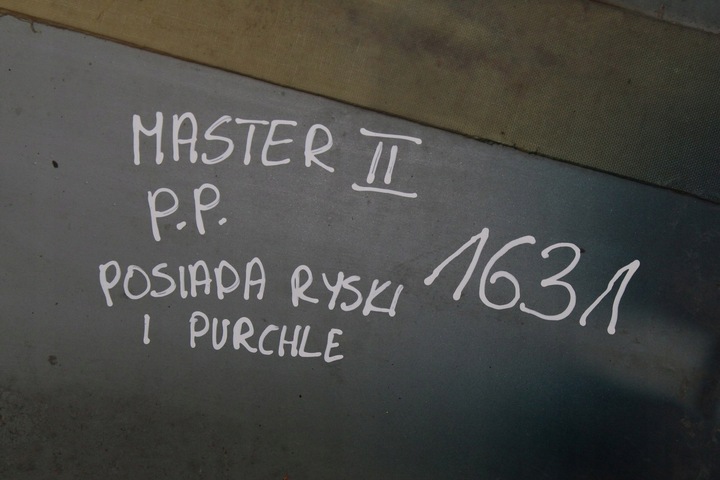 MASTER II
P.P.
POSIADA RYSKI 1631
I PURCHLE